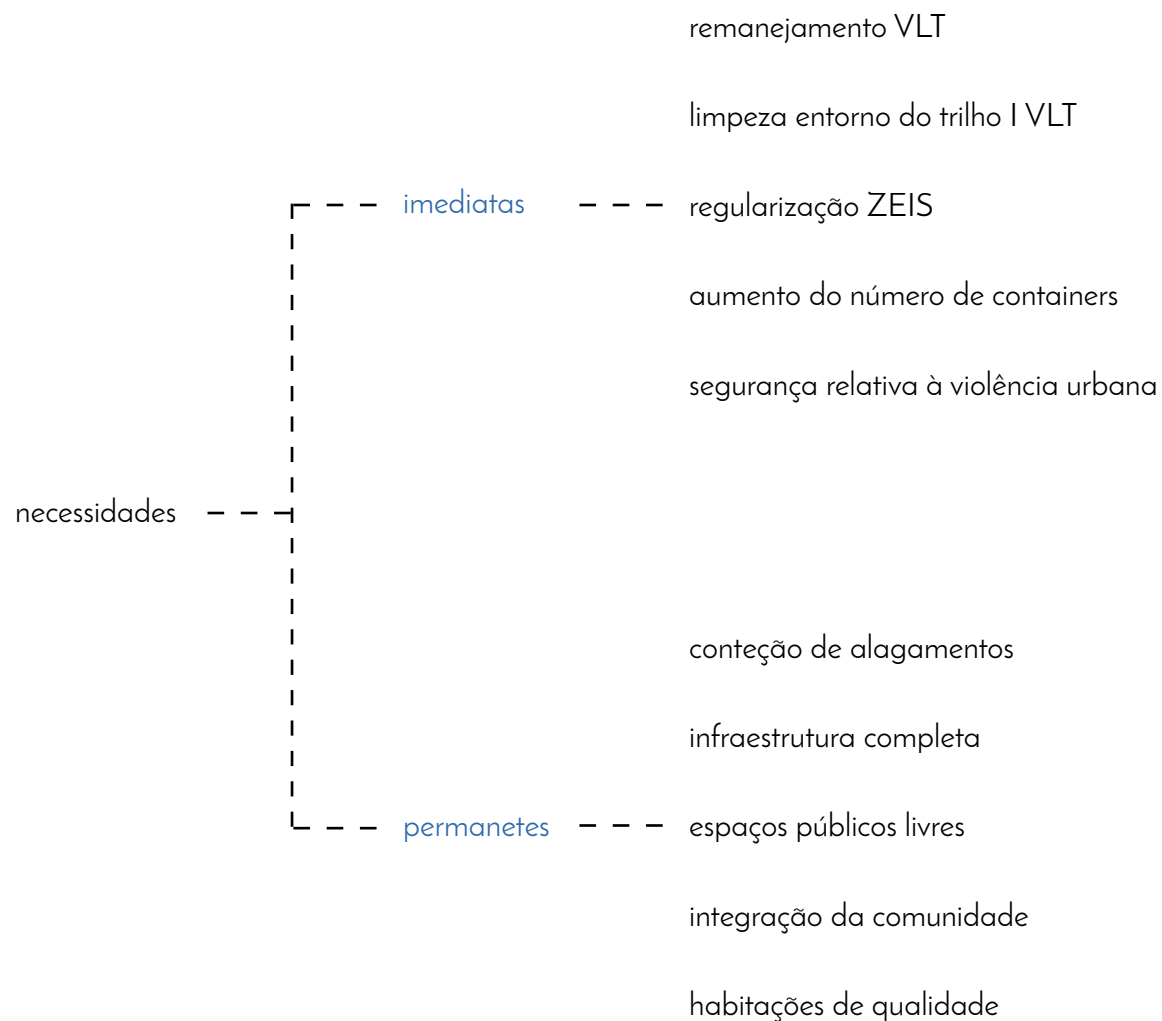 remanejamento VLT
limpeza entorno do trilho I VLT
imediatas
regularização ZEIS
aumento do número de containers
segurança relativa à violência urbana
necessidades
conteção de alagamentos
infraestrutura completa
permanetes
espaços públicos livres
integração da comunidade
habitações de qualidade